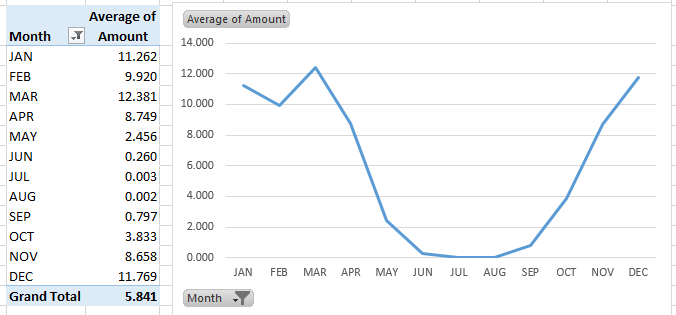 Average of
Month Amount
JAN 11.262
FEB 9.920
MAR 12.381
APR 8.749
MAY 2.456
JUN 0.260
JUL 0.003
AUG 0.002
SEP 0.797
OCT 3.833
NOV 8.658
DEC 11.769
Grand Total 5.841
Average of Amount
14.000
12.000
10.000
8.000
6.000
4.000
2.000
0.000
JAN FEB MAR APR MAY JUN JUL AUG SEP OCT NOV DEC
Month